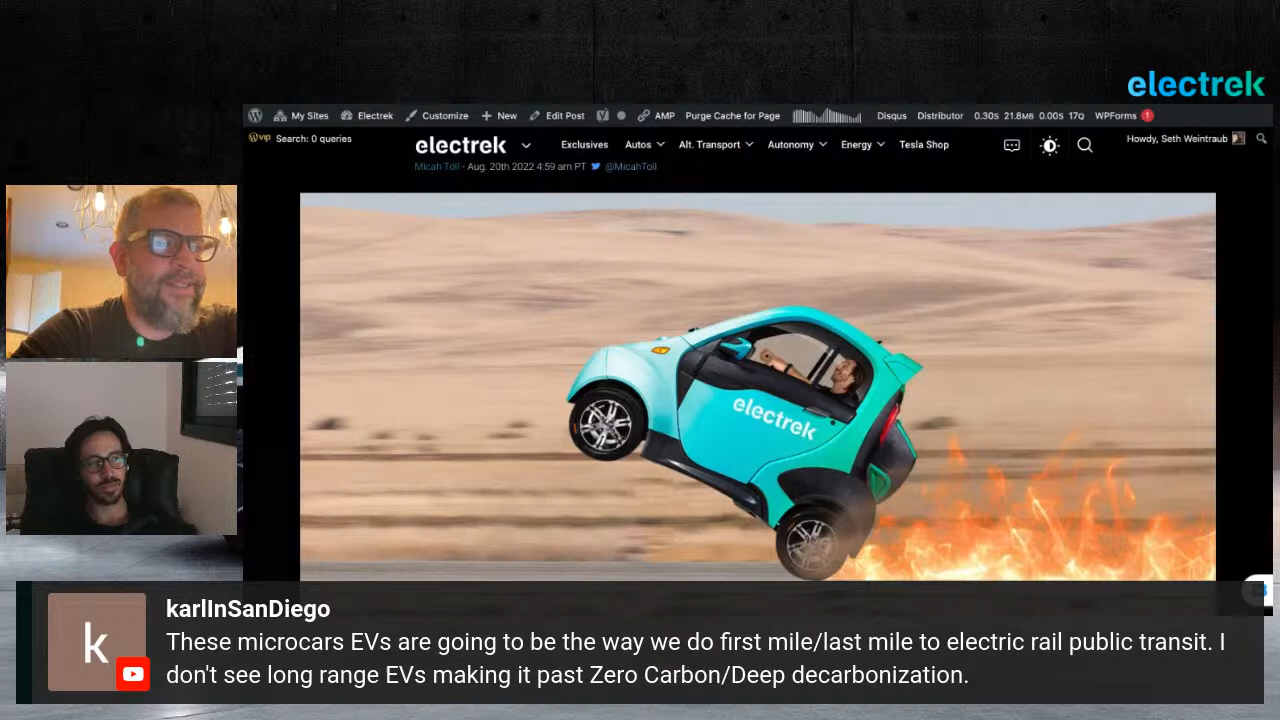 electrek
My Sites Electrek Customize New Edit Post AMP Purge Cache for Page Disqus Distributor 0.30s 21.8MB 0.00s 17Q WPForms 1
vip Search: 0 queries
electrek Exclusives Autos Alt. Transport Autonomy Energy Tesla Shop
Howdy, Seth Weintraub
Micah Toll - Aug. 20th 2022 4:59 am PT @MicahToll
electrek
k
karlInSanDiego
These microcars EVs are going to be the way we do first mile/last mile to electric rail public transit. I
don't see long range EVs making it past Zero Carbon/Deep decarbonization.